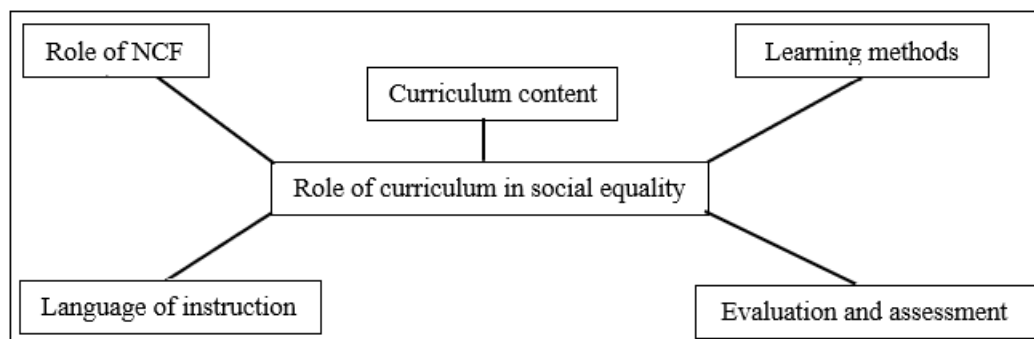 Role of NCF
Learning methods
Curriculum content
Role of curriculum in social equality
Language of instruction
Evaluation and assessment